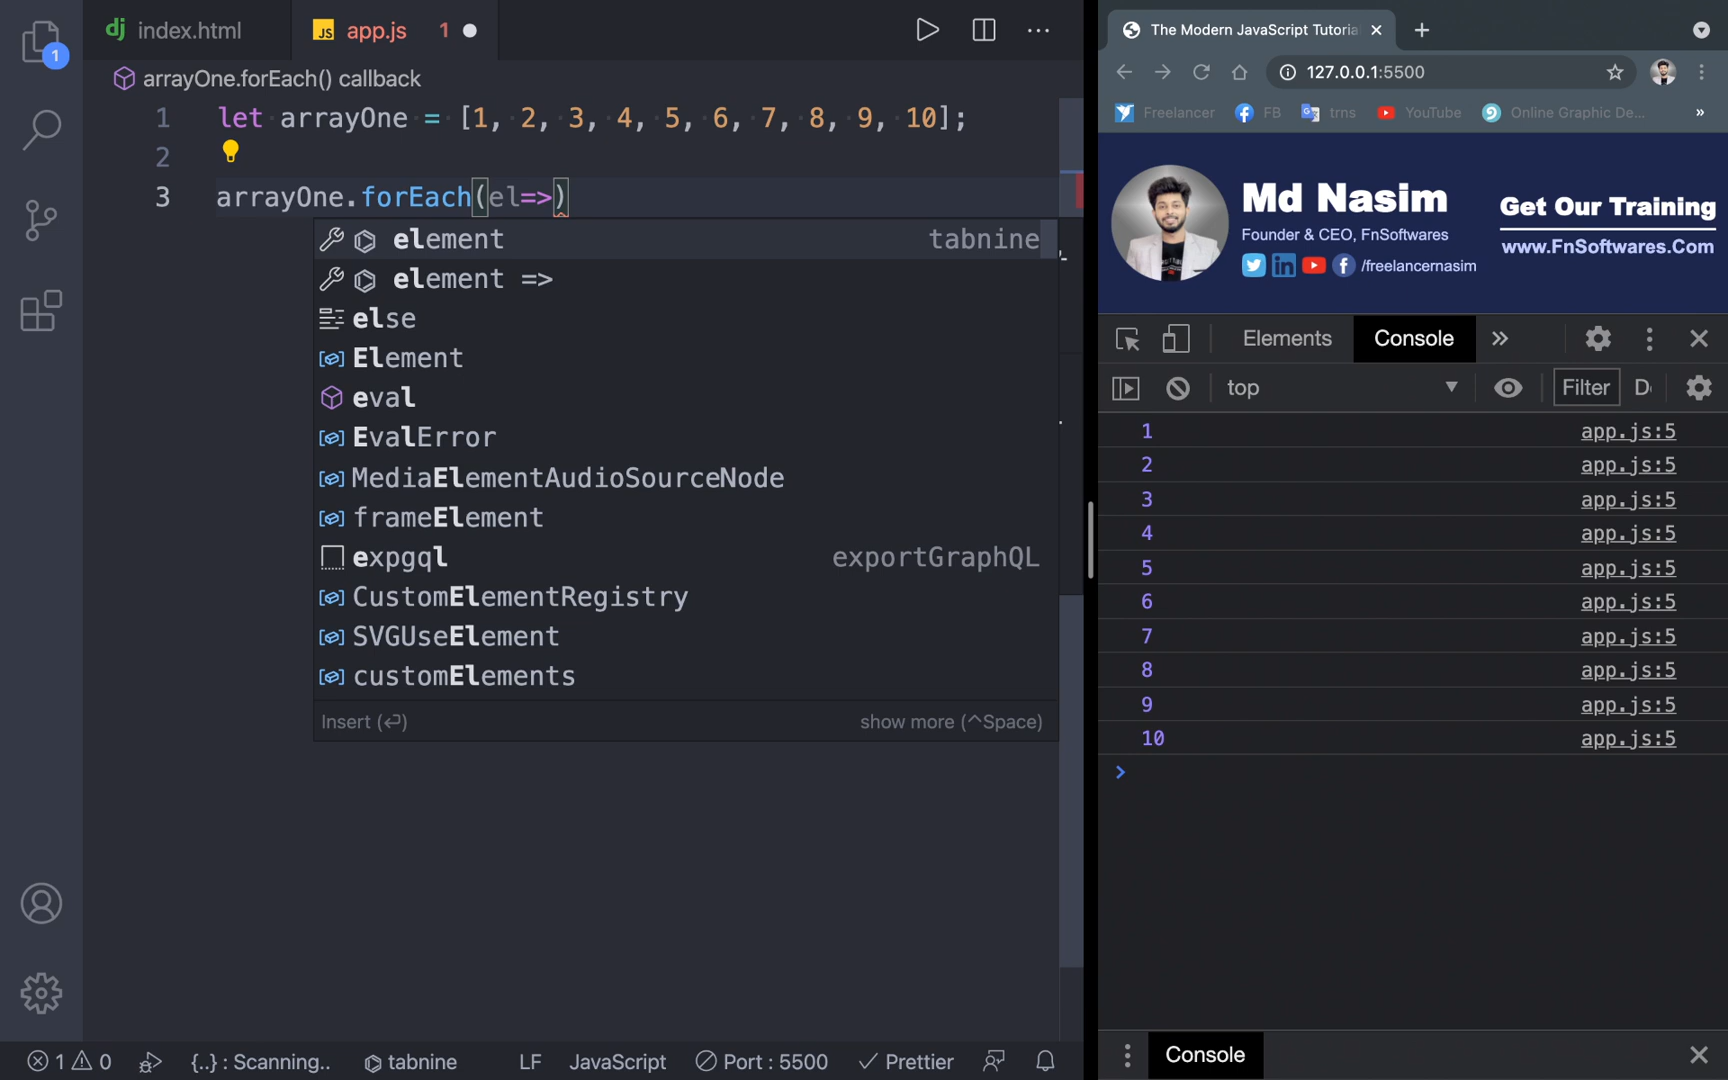 index.html
app.js 1
1
arrayOne.forEach() callback
1 let arrayOne = [1, 2, 3, 4, 5, 6, 7, 8, 9, 10];
2
3 arrayOne.forEach(el=>)
element tabnine
element =>
else
Element
eval
EvalError
MediaElementAudioSourceNode
frameElement
expgql exportGraphQL
CustomElementRegistry
SVGUseElement
customElements
Insert (⏎) show more (^Space)
1 0 {..} : Scanning.. tabnine LF JavaScript Port : 5500 Prettier
The Modern JavaScript Tutoria
127.0.0.1:5500
Freelancer FB trns YouTube Online Graphic De... »
Md Nasim
Founder & CEO, FnSoftwares
/freelancernasim
Get Our Training
www.FnSoftwares.Com
Elements Console »
top Filter D
1 app.js:5
2 app.js:5
3 app.js:5
4 app.js:5
5 app.js:5
6 app.js:5
7 app.js:5
8 app.js:5
9 app.js:5
10 app.js:5
>
Console